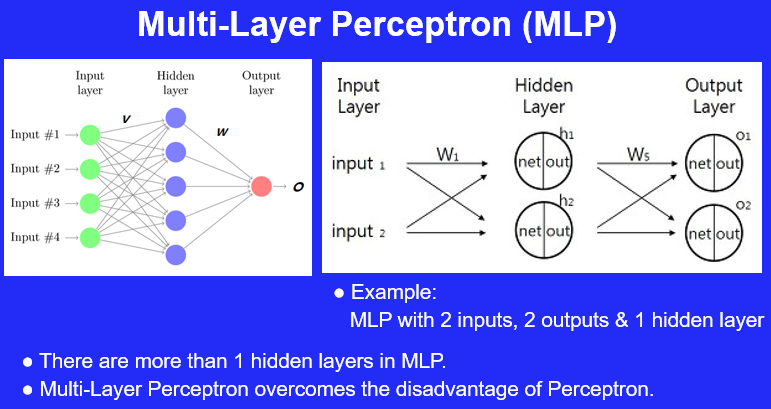 Multi-Layer Perceptron (MLP)
Input layer
Hidden layer
Output layer
v
w
Input #1
Input #2
Input #3
Input #4
o
Input Layer
Hidden Layer
Output Layer
input 1
W1
net out
h1
W5
net out
o1
input 2
net out
h2
net out
o2
● Example:
MLP with 2 inputs, 2 outputs & 1 hidden layer
● There are more than 1 hidden layers in MLP.
● Multi-Layer Perceptron overcomes the disadvantage of Perceptron.